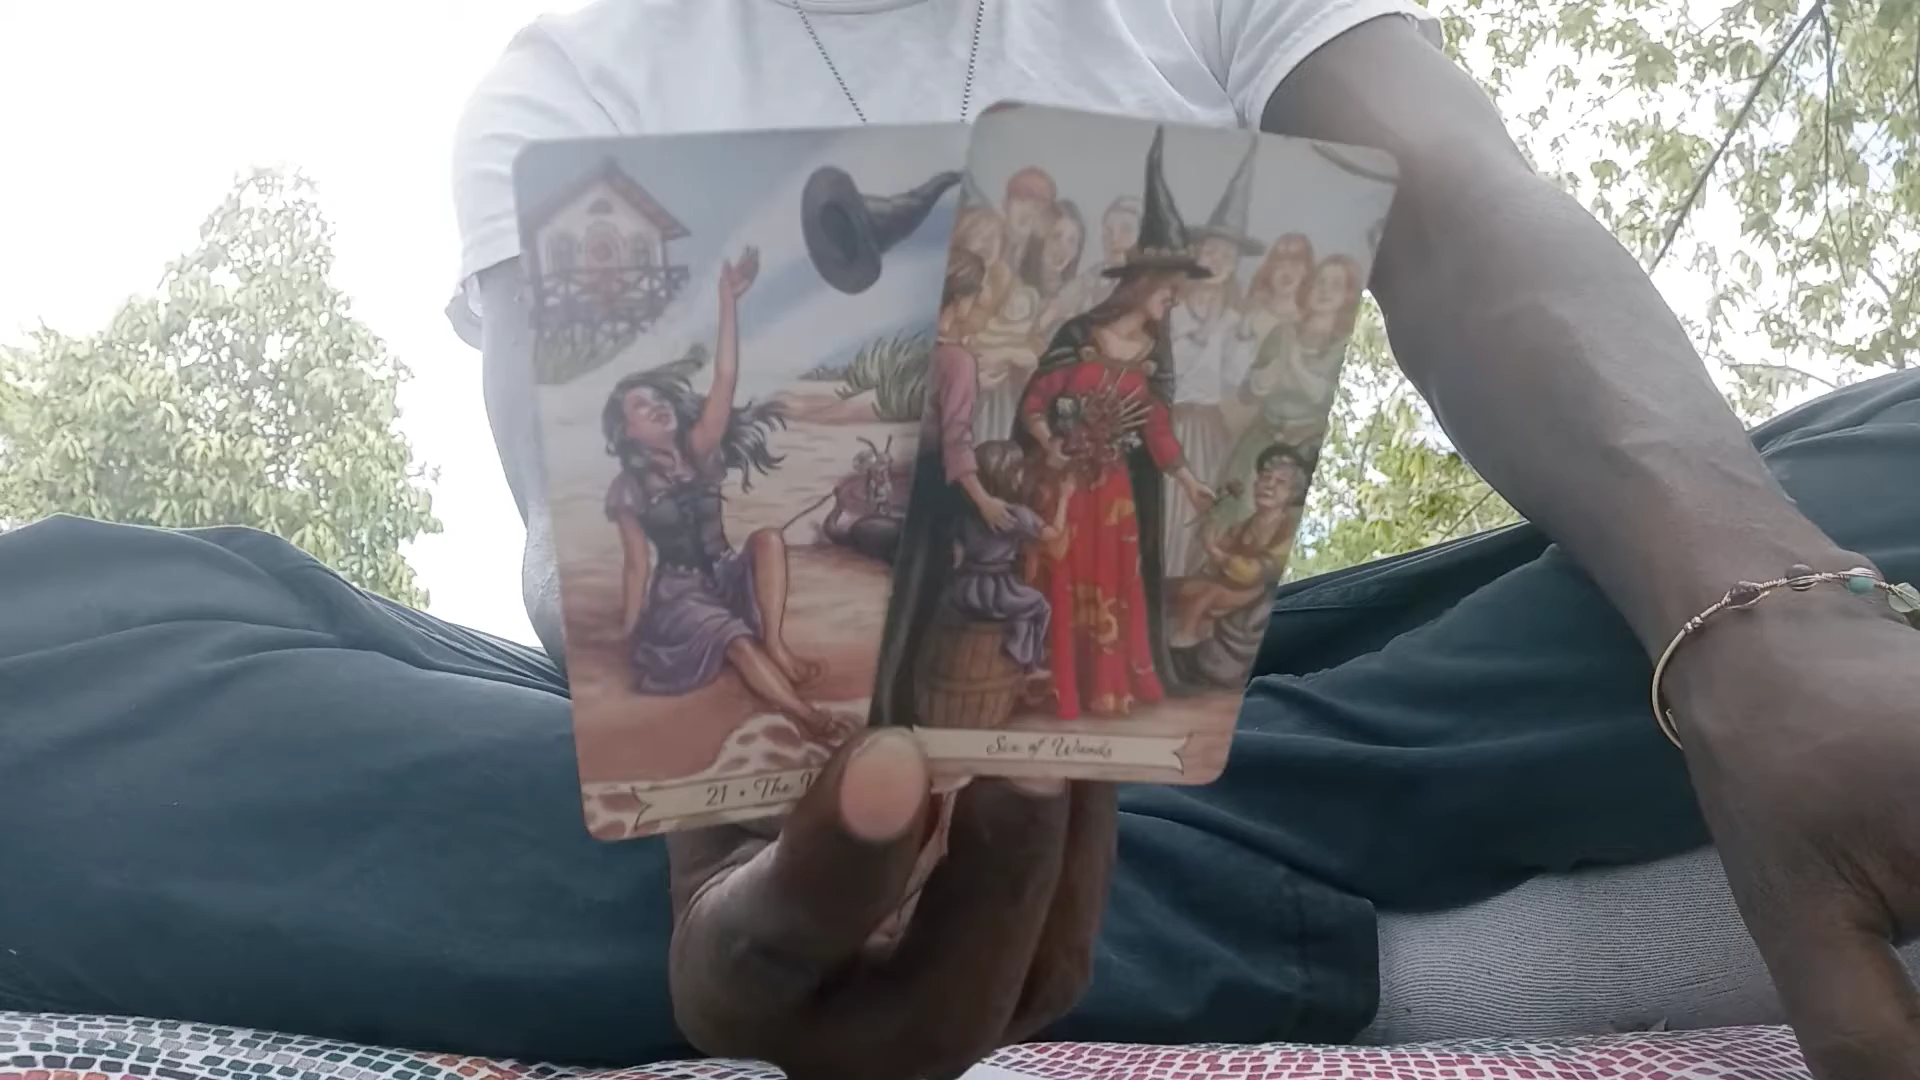 21 • The
Six of Wands